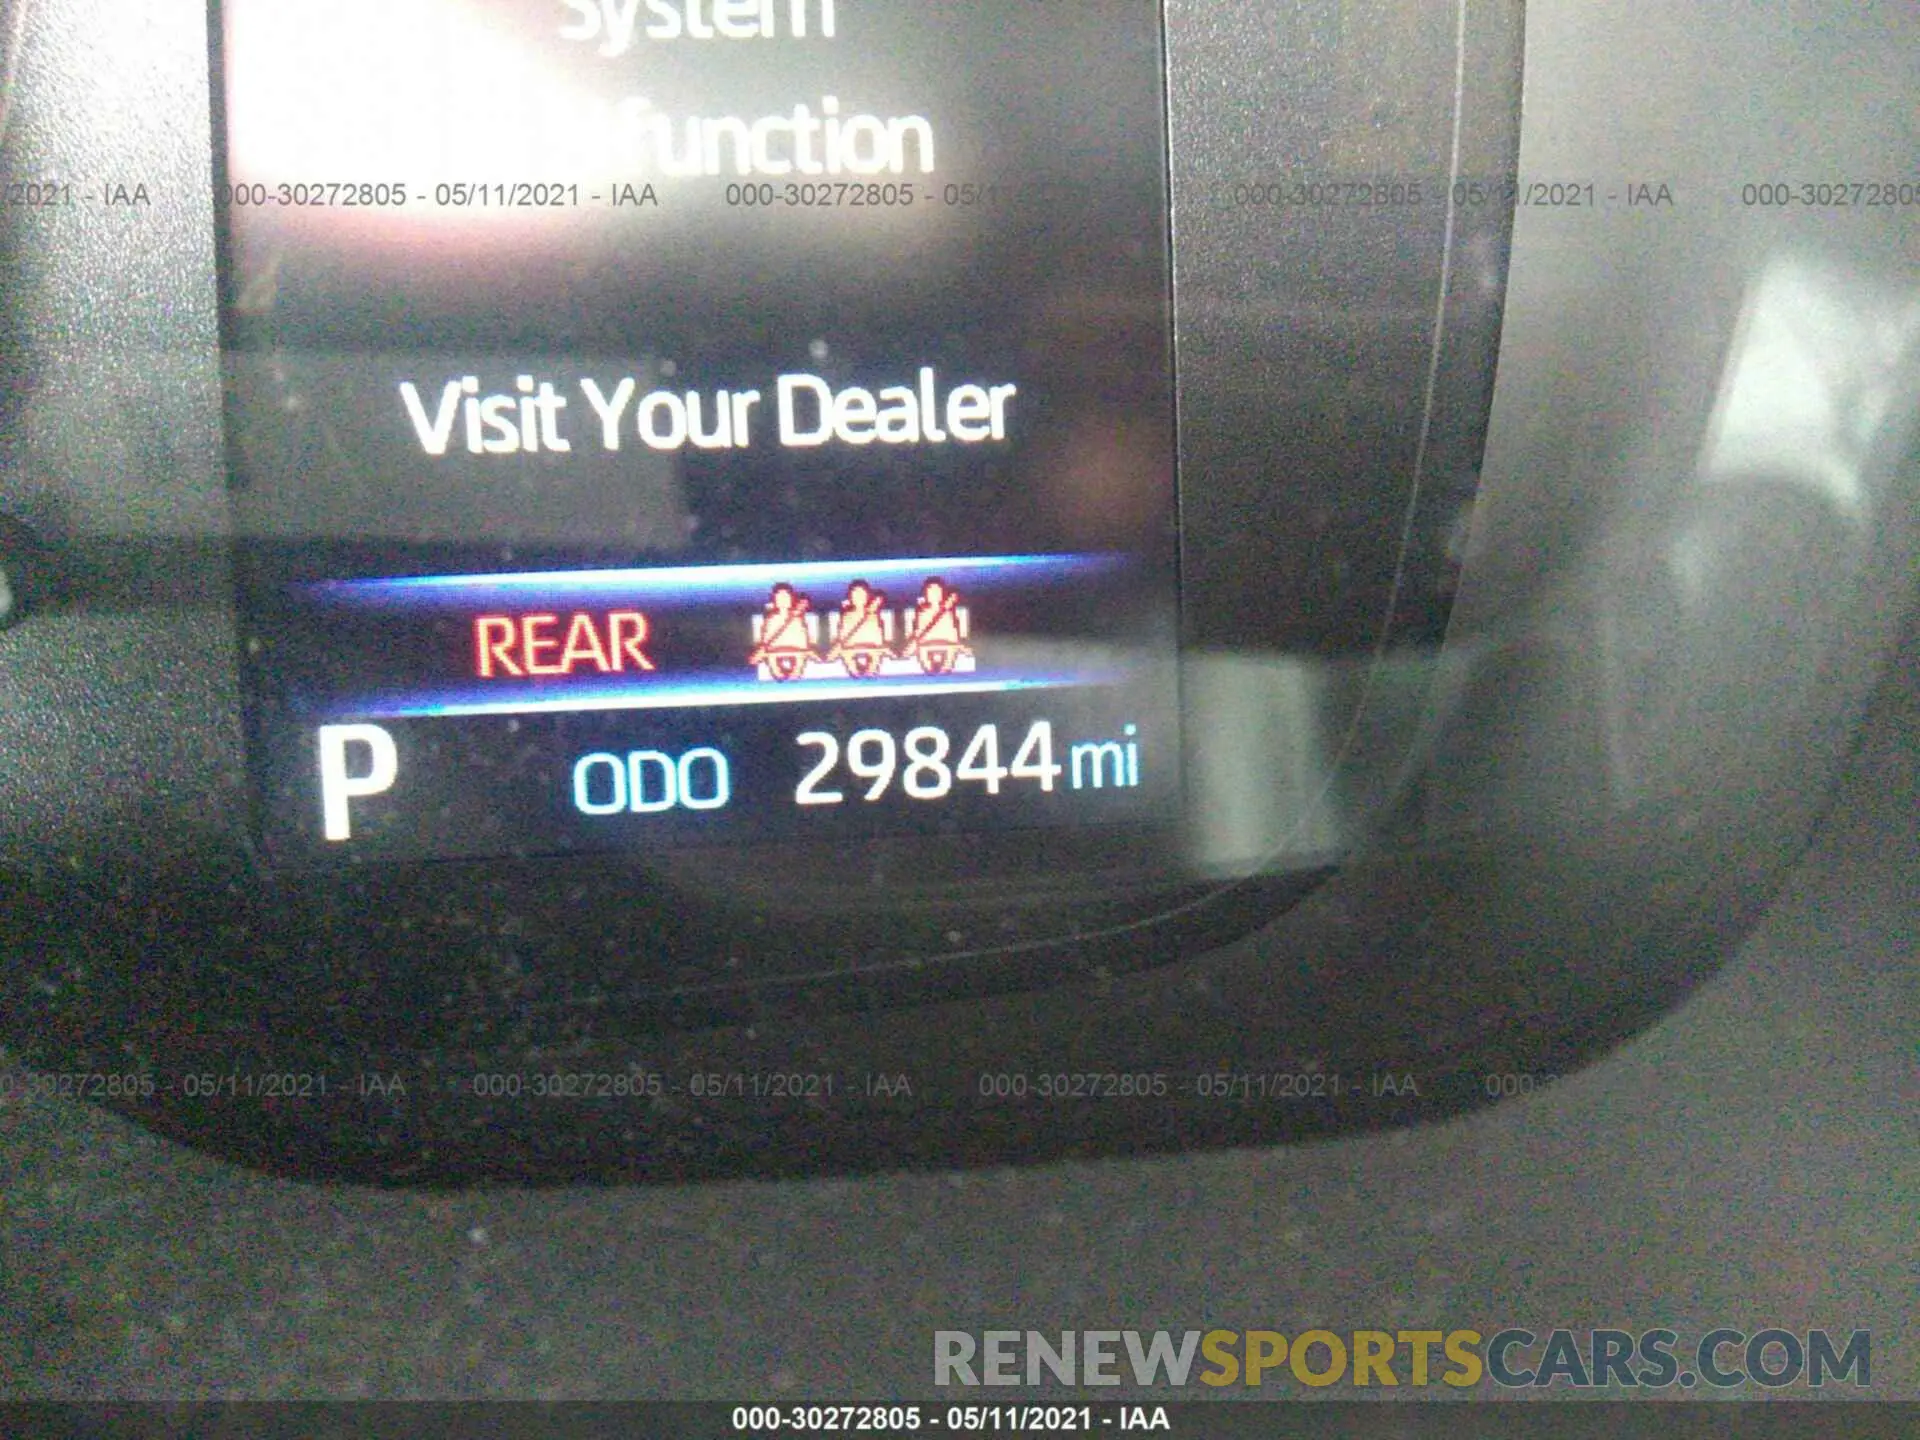 System
function
2021 - IAA 000-30272805 - 05/11/2021 - IAA 000-30272805 - 05/1 000-30272805 - 05/11/2021 - IAA 000-3027280
Visit Your Dealer
REAR
P ODO 29844 mi
0-30272805 - 05/11/2021 - IAA 000-30272805 - 05/11/2021 - IAA 000-30272805 - 05/11/2021 - IAA 000-3
RENEWSPORTSCARS.COM
000-30272805 - 05/11/2021 - IAA